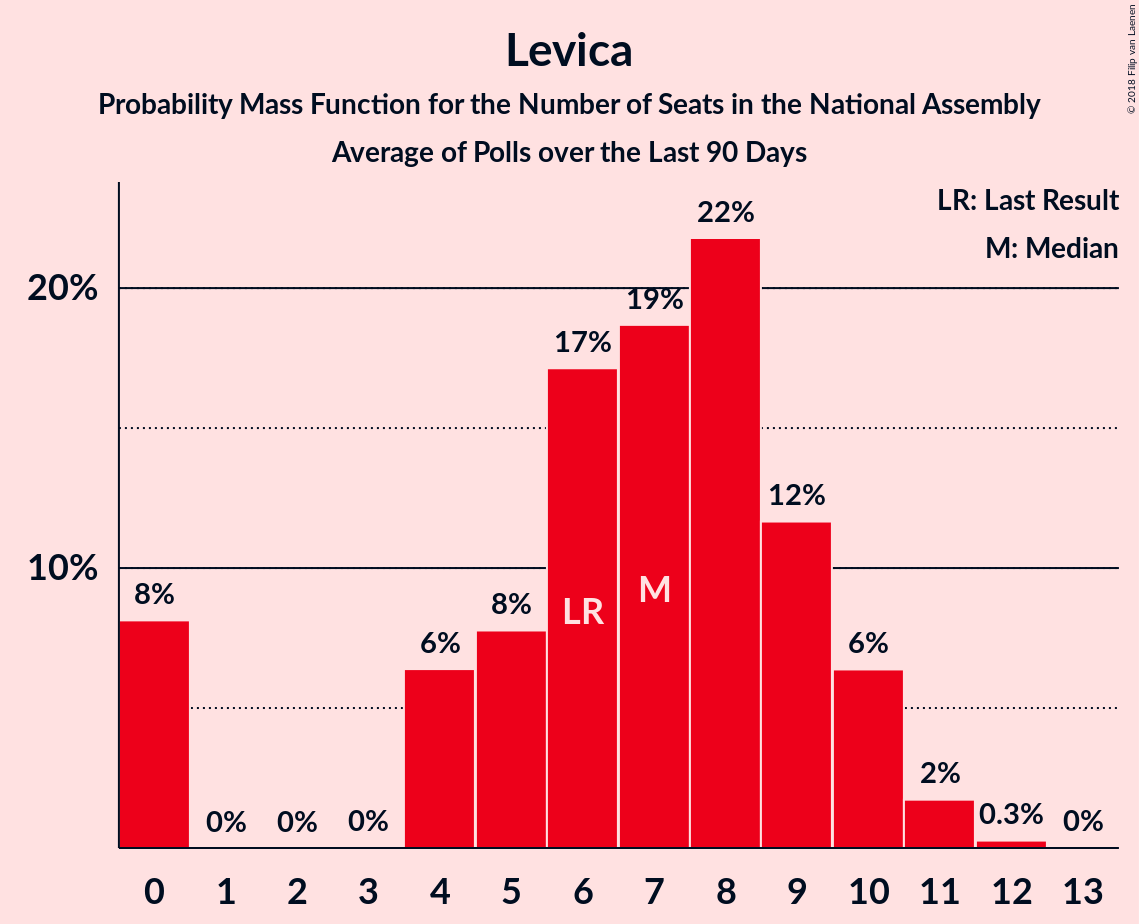 Levica
Probability Mass Function for the Number of Seats in the National Assembly
Average of Polls over the Last 90 Days
© 2018 Filip van Laenen
LR: Last Result
M: Median
20%
10%
8%
0%
0%
0%
6%
8%
17%
19%
22%
12%
6%
2%
0.3%
0%
LR
M
0 1 2 3 4 5 6 7 8 9 10 11 12 13